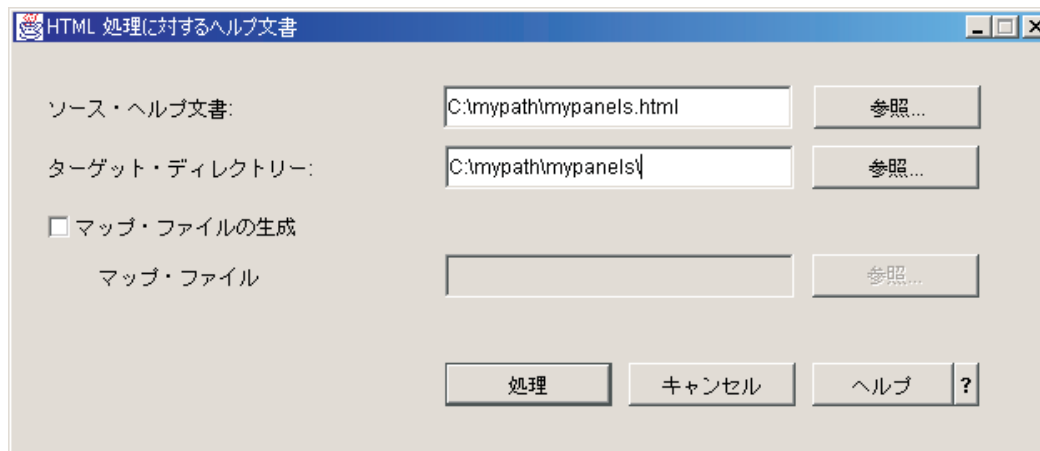 HTML 処理に対するヘルプ文書
ソース・ヘルプ文書: C:\mypath\mypanels.html 参照...
ターゲット・ディレクトリー: C:\mypath\mypanels\ 参照...
マップ・ファイルの生成
マップ・ファイル 参照...
処理 キャンセル ヘルプ ?